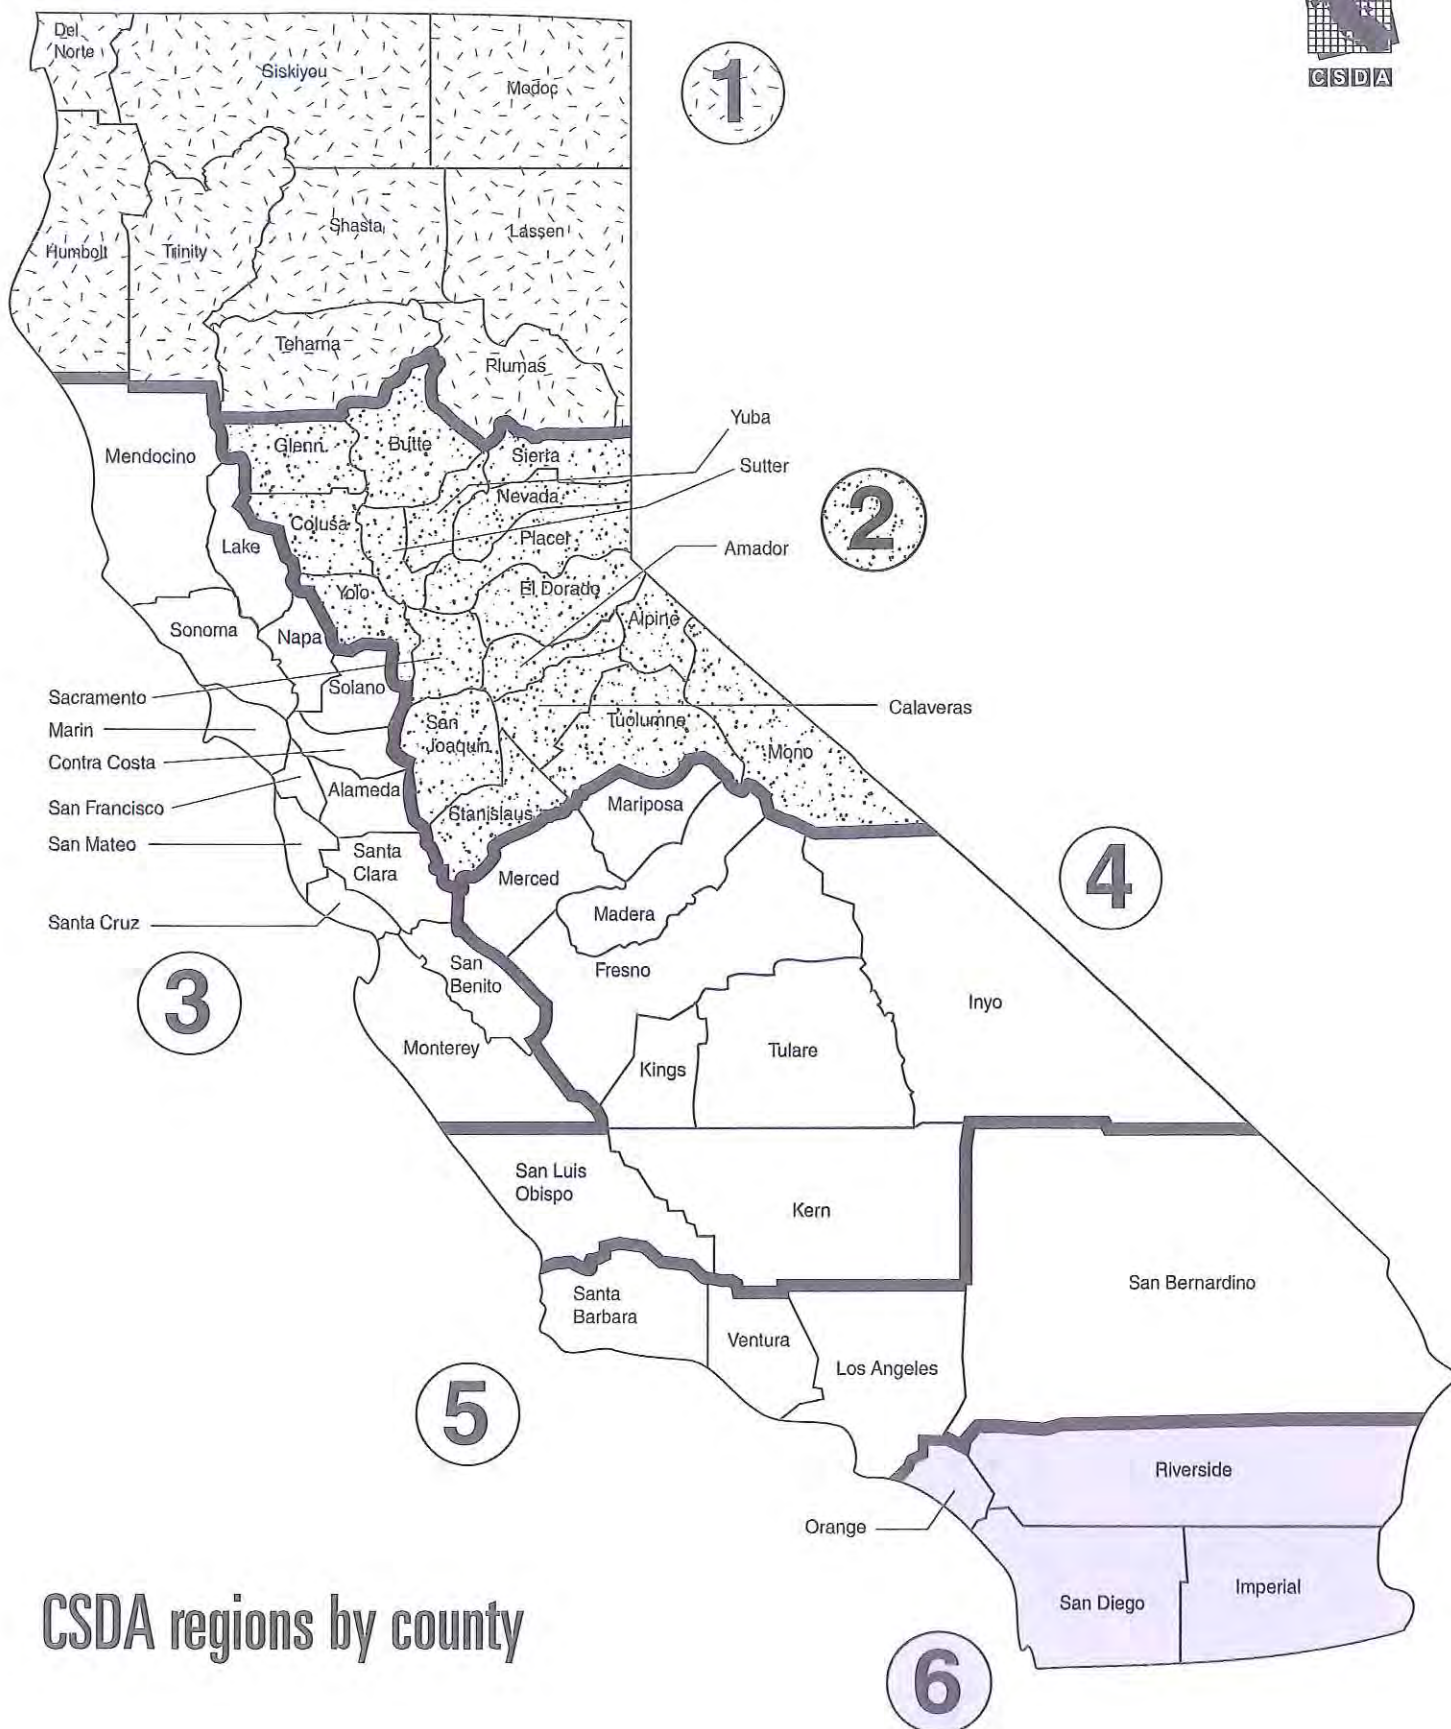 Del
Norte
Siskiyou
Modoc
1
CSDA
Humbolt
Trinity
Shasta
Lassen
Tehama
Plumas
Mendocino
Glenn
Butte
Sierra
Yuba
Sutter
Nevada
Colusa
Placer
2
Lake
Amador
Yolo
El Dorado
Alpine
Sonoma
Napa
Sacramento
Solano
Calaveras
Marin
San
Joaquin
Tuolumne
Mono
Contra Costa
Alameda
San Francisco
Stanislaus
Mariposa
San Mateo
Santa
Clara
Merced
4
Madera
Santa Cruz
San
Benito
Fresno
3
Inyo
Monterey
Kings
Tulare
San Luis
Obispo
Kern
San Bernardino
Santa
Barbara
Ventura
Los Angeles
5
Riverside
Orange
San Diego
Imperial
CSDA regions by county
6